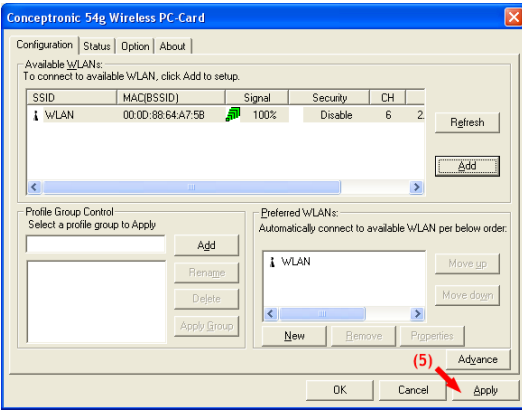 Conceptronic 54g Wireless PC-Card
Configuration Status Option About
Available WLANs:
To connect to available WLAN, click Add to setup.
SSID MAC(BSSID) Signal Security CH
WLAN 00:0D:88:64:A7:5B 100% Disable 6 2.
Refresh
Add
Profile Group Control
Select a profile group to Apply
Add
Rename
Delete
Apply Group
Preferred WLANs:
Automatically connect to available WLAN per below order:
WLAN
Move up
Move down
New Remove Properties
(5)
Advance
OK Cancel Apply